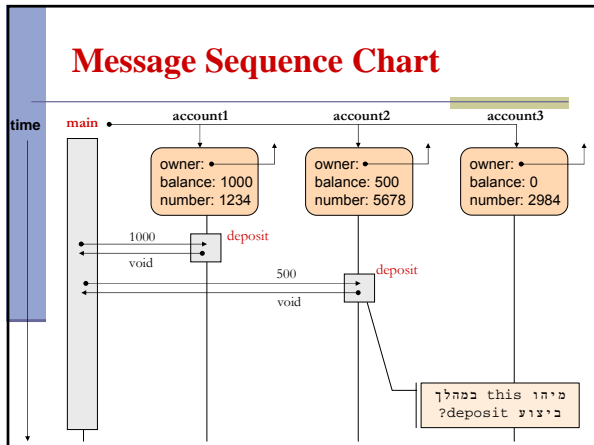 Message Sequence Chart
time
main
account1
account2
account3
owner:
balance: 1000
number: 1234
owner:
balance: 500
number: 5678
owner:
balance: 0
number: 2984
1000
deposit
void
500
deposit
void
מיהו this במהלך
ביצוע deposit?